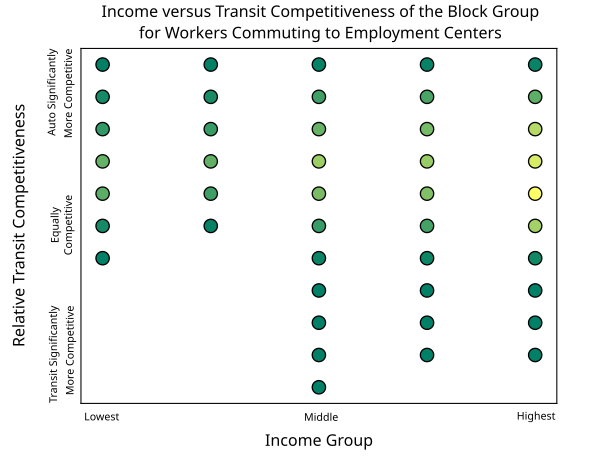 Income versus Transit Competitiveness of the Block Group
for Workers Commuting to Employment Centers
Relative Transit Competitiveness
Auto Significantly
More Competitive
Equally
Competitive
Transit Significantly
More Competitive
Lowest
Middle
Highest
Income Group